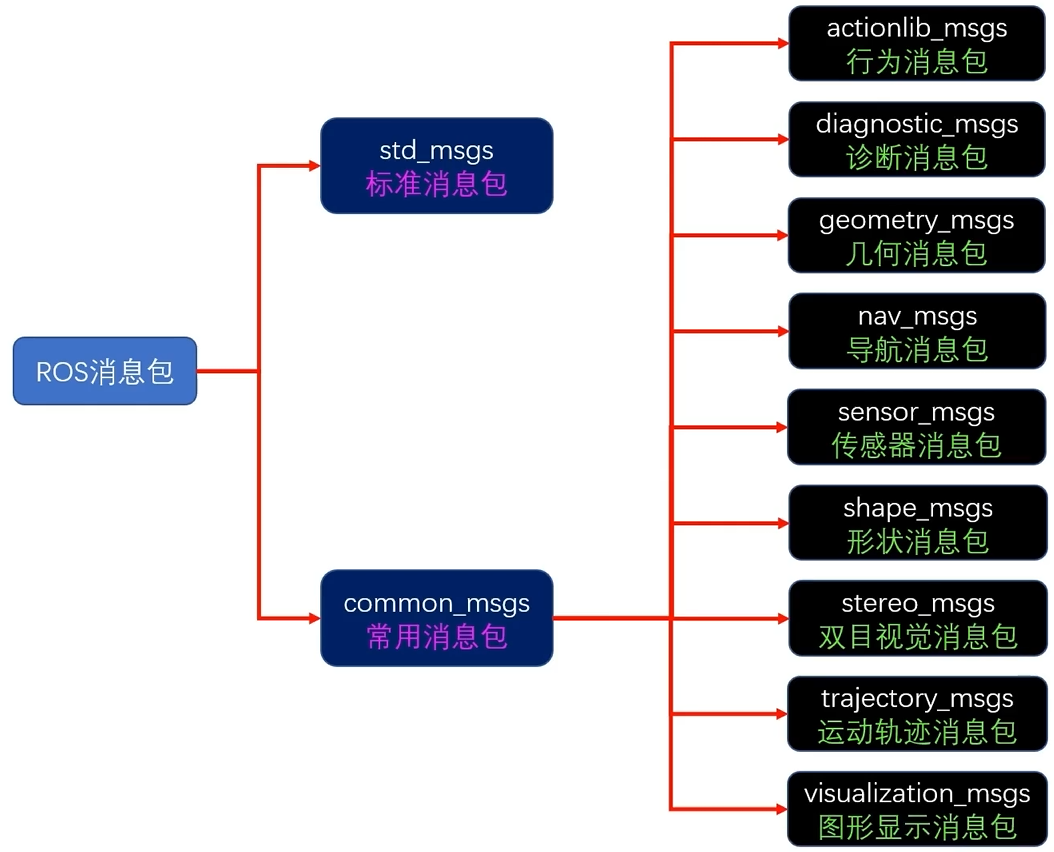 ROS消息包
std_msgs
标准消息包
common_msgs
常用消息包
actionlib_msgs
行为消息包
diagnostic_msgs
诊断消息包
geometry_msgs
几何消息包
nav_msgs
导航消息包
sensor_msgs
传感器消息包
shape_msgs
形状消息包
stereo_msgs
双目视觉消息包
trajectory_msgs
运动轨迹消息包
visualization_msgs
图形显示消息包